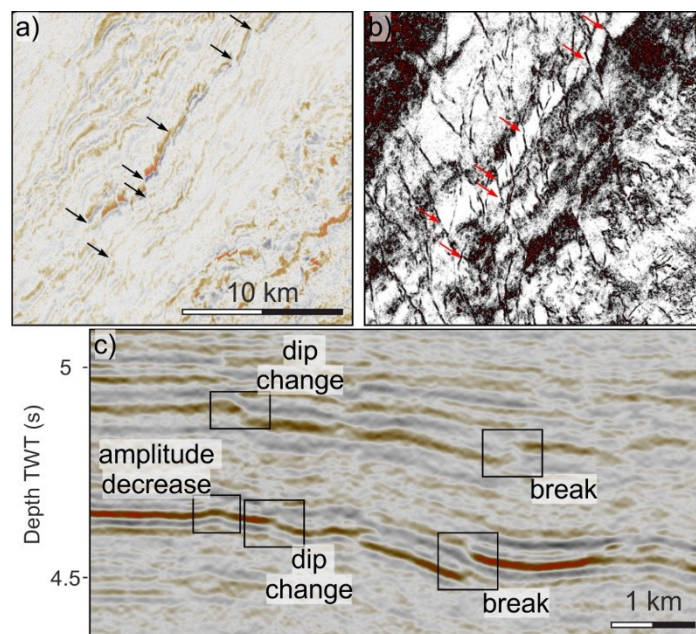 a)
b)
10 km
c)
5
dip
change
amplitude
decrease
break
Depth TWT (s)
dip
change
break
4.5
1 km